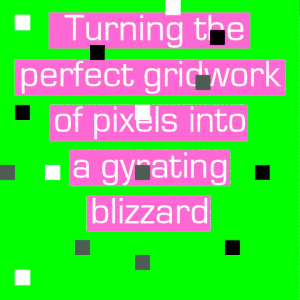 Turning the
perfect gridwork
of pixels into
a gyrating
blizzard